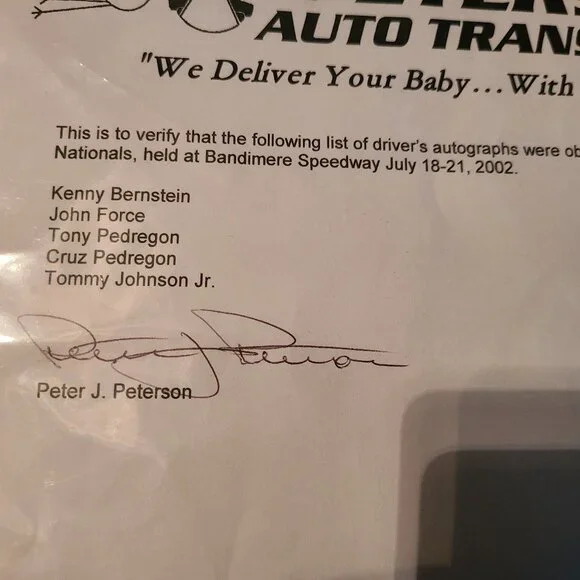 AUTO TRANS
"We Deliver Your Baby...With
This is to verify that the following list of driver's autographs were ob
Nationals, held at Bandimere Speedway July 18-21, 2002.
Kenny Bernstein
John Force
Tony Pedregon
Cruz Pedregon
Tommy Johnson Jr.
Peter J. Peterson
Peter J. Peterson